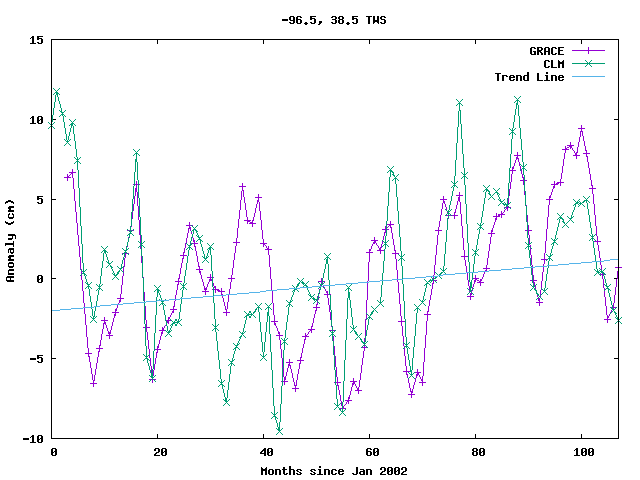 -96.5, 38.5 TWS
GRACE
CLM
Trend Line
15
10
5
0
-5
-10
Anomaly (cm)
0 20 40 60 80 100
Months since Jan 2002